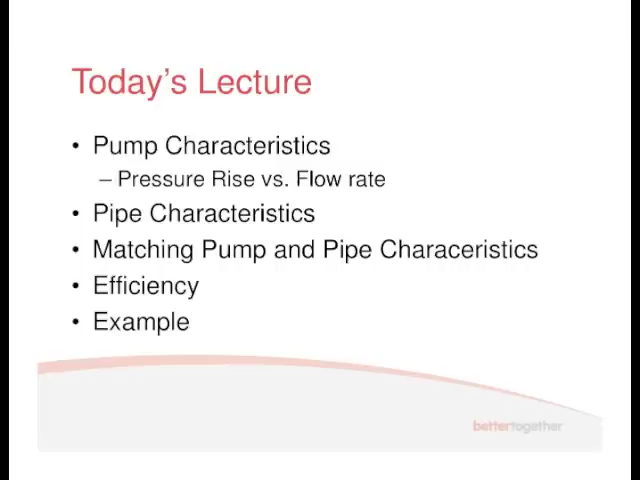 Today's Lecture
• Pump Characteristics
– Pressure Rise vs. Flow rate
• Pipe Characteristics
• Matching Pump and Pipe Characeristics
• Efficiency
• Example
bettertogether